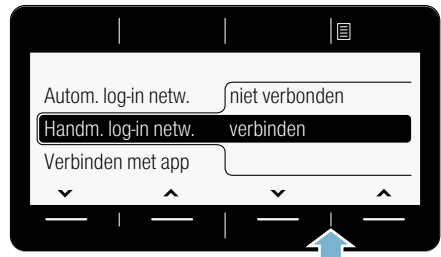 Autom. log-in netw. niet verbonden
Handm. log-in netw. verbinden
Verbinden met app